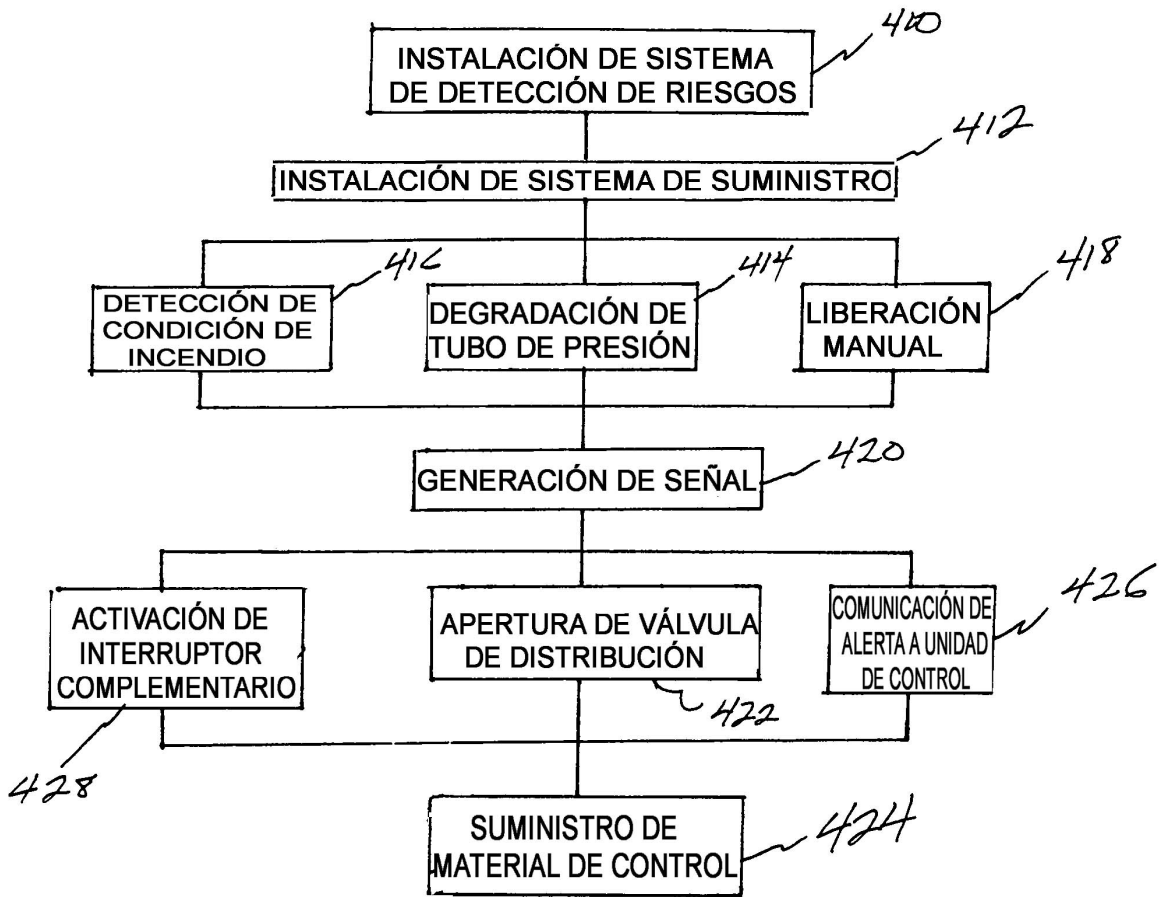 410
INSTALACIÓN DE SISTEMA
DE DETECCIÓN DE RIESGOS
412
INSTALACIÓN DE SISTEMA DE SUMINISTRO
416
DETECCIÓN DE
CONDICIÓN DE
INCENDIO
414
DEGRADACIÓN DE
TUBO DE PRESIÓN
418
LIBERACIÓN
MANUAL
420
GENERACIÓN DE SEÑAL
ACTIVACIÓN DE
INTERRUPTOR
COMPLEMENTARIO
428
APERTURA DE VÁLVULA
DE DISTRIBUCIÓN
422
COMUNICACIÓN DE
ALERTA A UNIDAD
DE CONTROL
426
SUMINISTRO DE
MATERIAL DE CONTROL
424